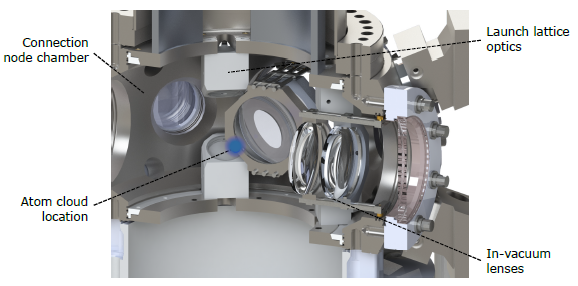 Connection
node chamber
Launch lattice
optics
Atom cloud
location
In-vacuum
lenses